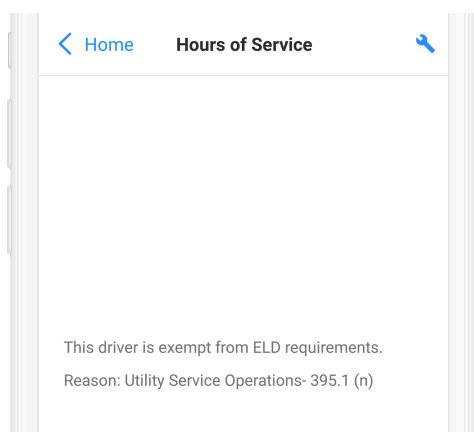 Home Hours of Service
This driver is exempt from ELD requirements.
Reason: Utility Service Operations- 395.1 (n)